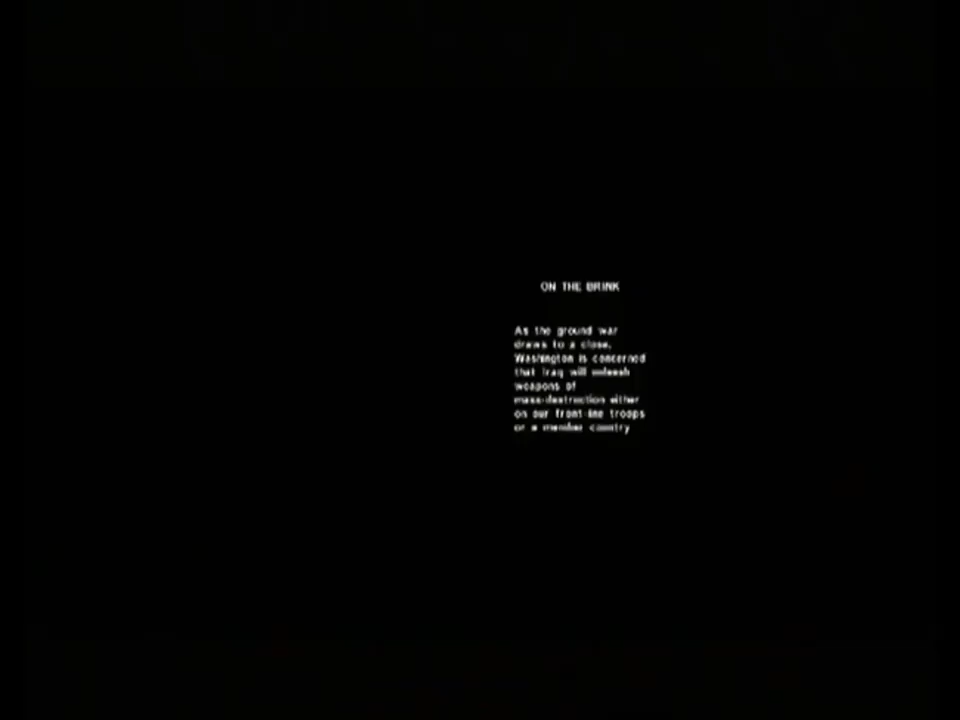 ON THE BRINK
As the ground war
draws to a close,
Washington is concerned
that Iraq will unleash
weapons of
mass-destruction either
on our front-line troops
or a member country